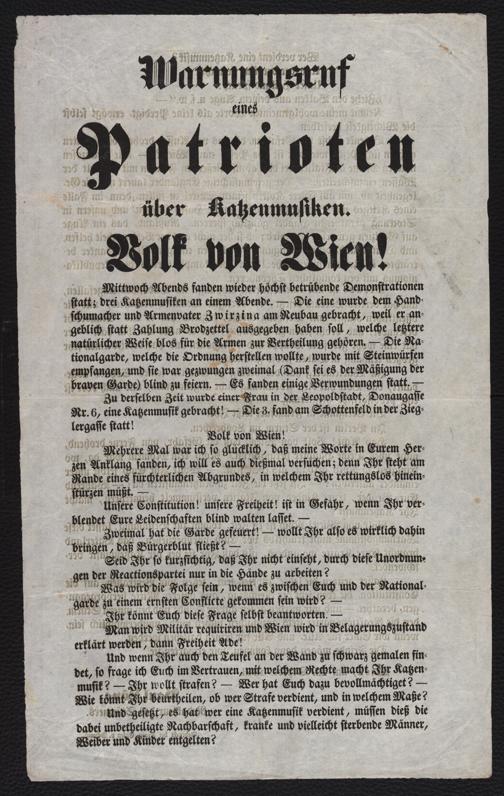 Warnungsruf
eines
Patrioten
über Katzenmusiken.
Volk von Wien!
Mittwoch Abends fanden wieder höchst betrübende Demonstrationen
statt; drei Katzenmusiken an einem Abende. — Die eine wurde dem Hand-
schumacher und Armenvater Zwirzina am Neubau gebracht, weil er an-
geblich statt Zahlung Brodzettel ausgegeben haben soll, welche letztere
natürlicher Weise blos für die Armen zur Vertheilung gehören. — Die Na-
tionalgarde, welche die Ordnung herstellen wollte, wurde mit Steinwürfen
empfangen, und sie war gezwungen zweimal (Dank sei es der Mäßigung der
braven Garde) blind zu feiern. — Es fanden einige Verwundungen statt. —
Zu derselben Zeit wurde einer Frau in der Leopoldstadt, Donaugasse
Nr. 6, eine Katzenmusik gebracht! — Die 3. fand am Schottenfeld in der Zieg-
lergasse statt!
Volk von Wien!
Mehrere Mal war ich so glücklich, daß meine Worte in Eurem Her-
zen Anklang fanden, ich will es auch dießmal versuchen; denn Ihr steht am
Rande eines fürchterlichen Abgrundes, in welchem Ihr rettungslos hinein-
stürzen müßt. —
Unsere Constitution! unsere Freiheit! ist in Gefahr, wenn Ihr ver-
blendet Eure Leidenschaften blind walten lasset. —
Zweimal hat die Garde gefeuert! — wollt Ihr also es wirklich dahin
bringen, daß Bürgerblut fließt? —
Seid Ihr so kurzsichtig, daß Ihr nicht einseht, durch diese Unordnun-
gen der Reactionspartei nur in die Hände zu arbeiten?
Was wird die Folge sein, wenn es zwischen Euch und der National-
garde zu einem ernsten Conflicte gekommen sein wird? —
Ihr könnt Euch diese Frage selbst beantworten. —
Man wird Militär requiriren und Wien wird in Belagerungszustand
erklärt werden, dann Freiheit Ade!
Und wenn Ihr auch den Teufel an der Wand zu schwarz gemalen fin-
det, so frage ich Euch im Vertrauen, mit welchem Rechte macht Ihr Katzen-
musik? — Ihr wollt strafen? — Wer hat Euch dazu bevollmächtiget? —
Wie könnt Ihr beurtheilen, ob wer Strafe verdient, und in welchem Maße?
Und gesetzt, es hat wer eine Katzenmusik verdient, müssen dieß die
dabei unbetheiligte Nachbarschaft, kranke und vielleicht sterbende Männer,
Weiber und Kinder entgelten?